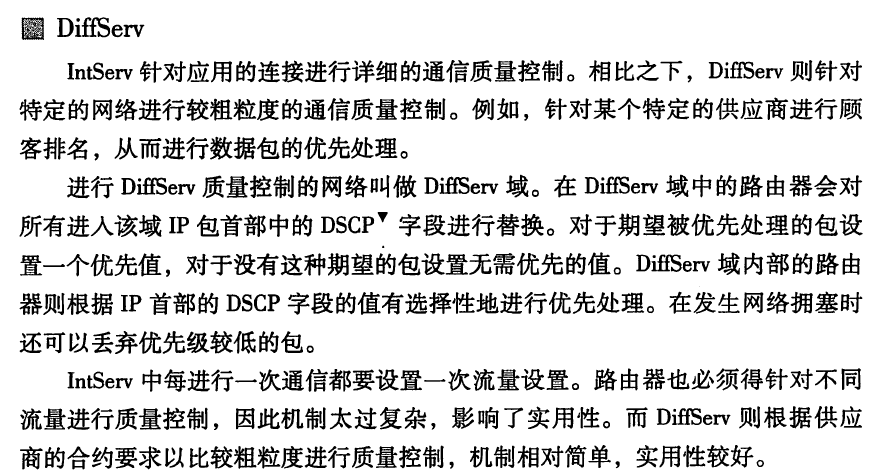 DiffServ
IntServ 针对应用的连接进行详细的通信质量控制。相比之下，DiffServ 则针对
特定的网络进行较粗粒度的通信质量控制。例如，针对某个特定的供应商进行顾
客排名，从而进行数据包的优先处理。
进行 DiffServ 质量控制的网络叫做 DiffServ 域。在 DiffServ 域中的路由器会对
所有进入该域 IP 包首部中的 DSCP▼ 字段进行替换。对于期望被优先处理的包设
置一个优先值，对于没有这种期望的包设置无需优先的值。DiffServ 域内部的路由
器则根据 IP 首部的 DSCP 字段的值有选择性地进行优先处理。在发生网络拥塞时
还可以丢弃优先级较低的包。
IntServ 中每进行一次通信都要设置一次流量设置。路由器也必须得针对不同
流量进行质量控制，因此机制太过复杂，影响了实用性。而 DiffServ 则根据供应
商的合约要求以比较粗粒度进行质量控制，机制相对简单，实用性较好。